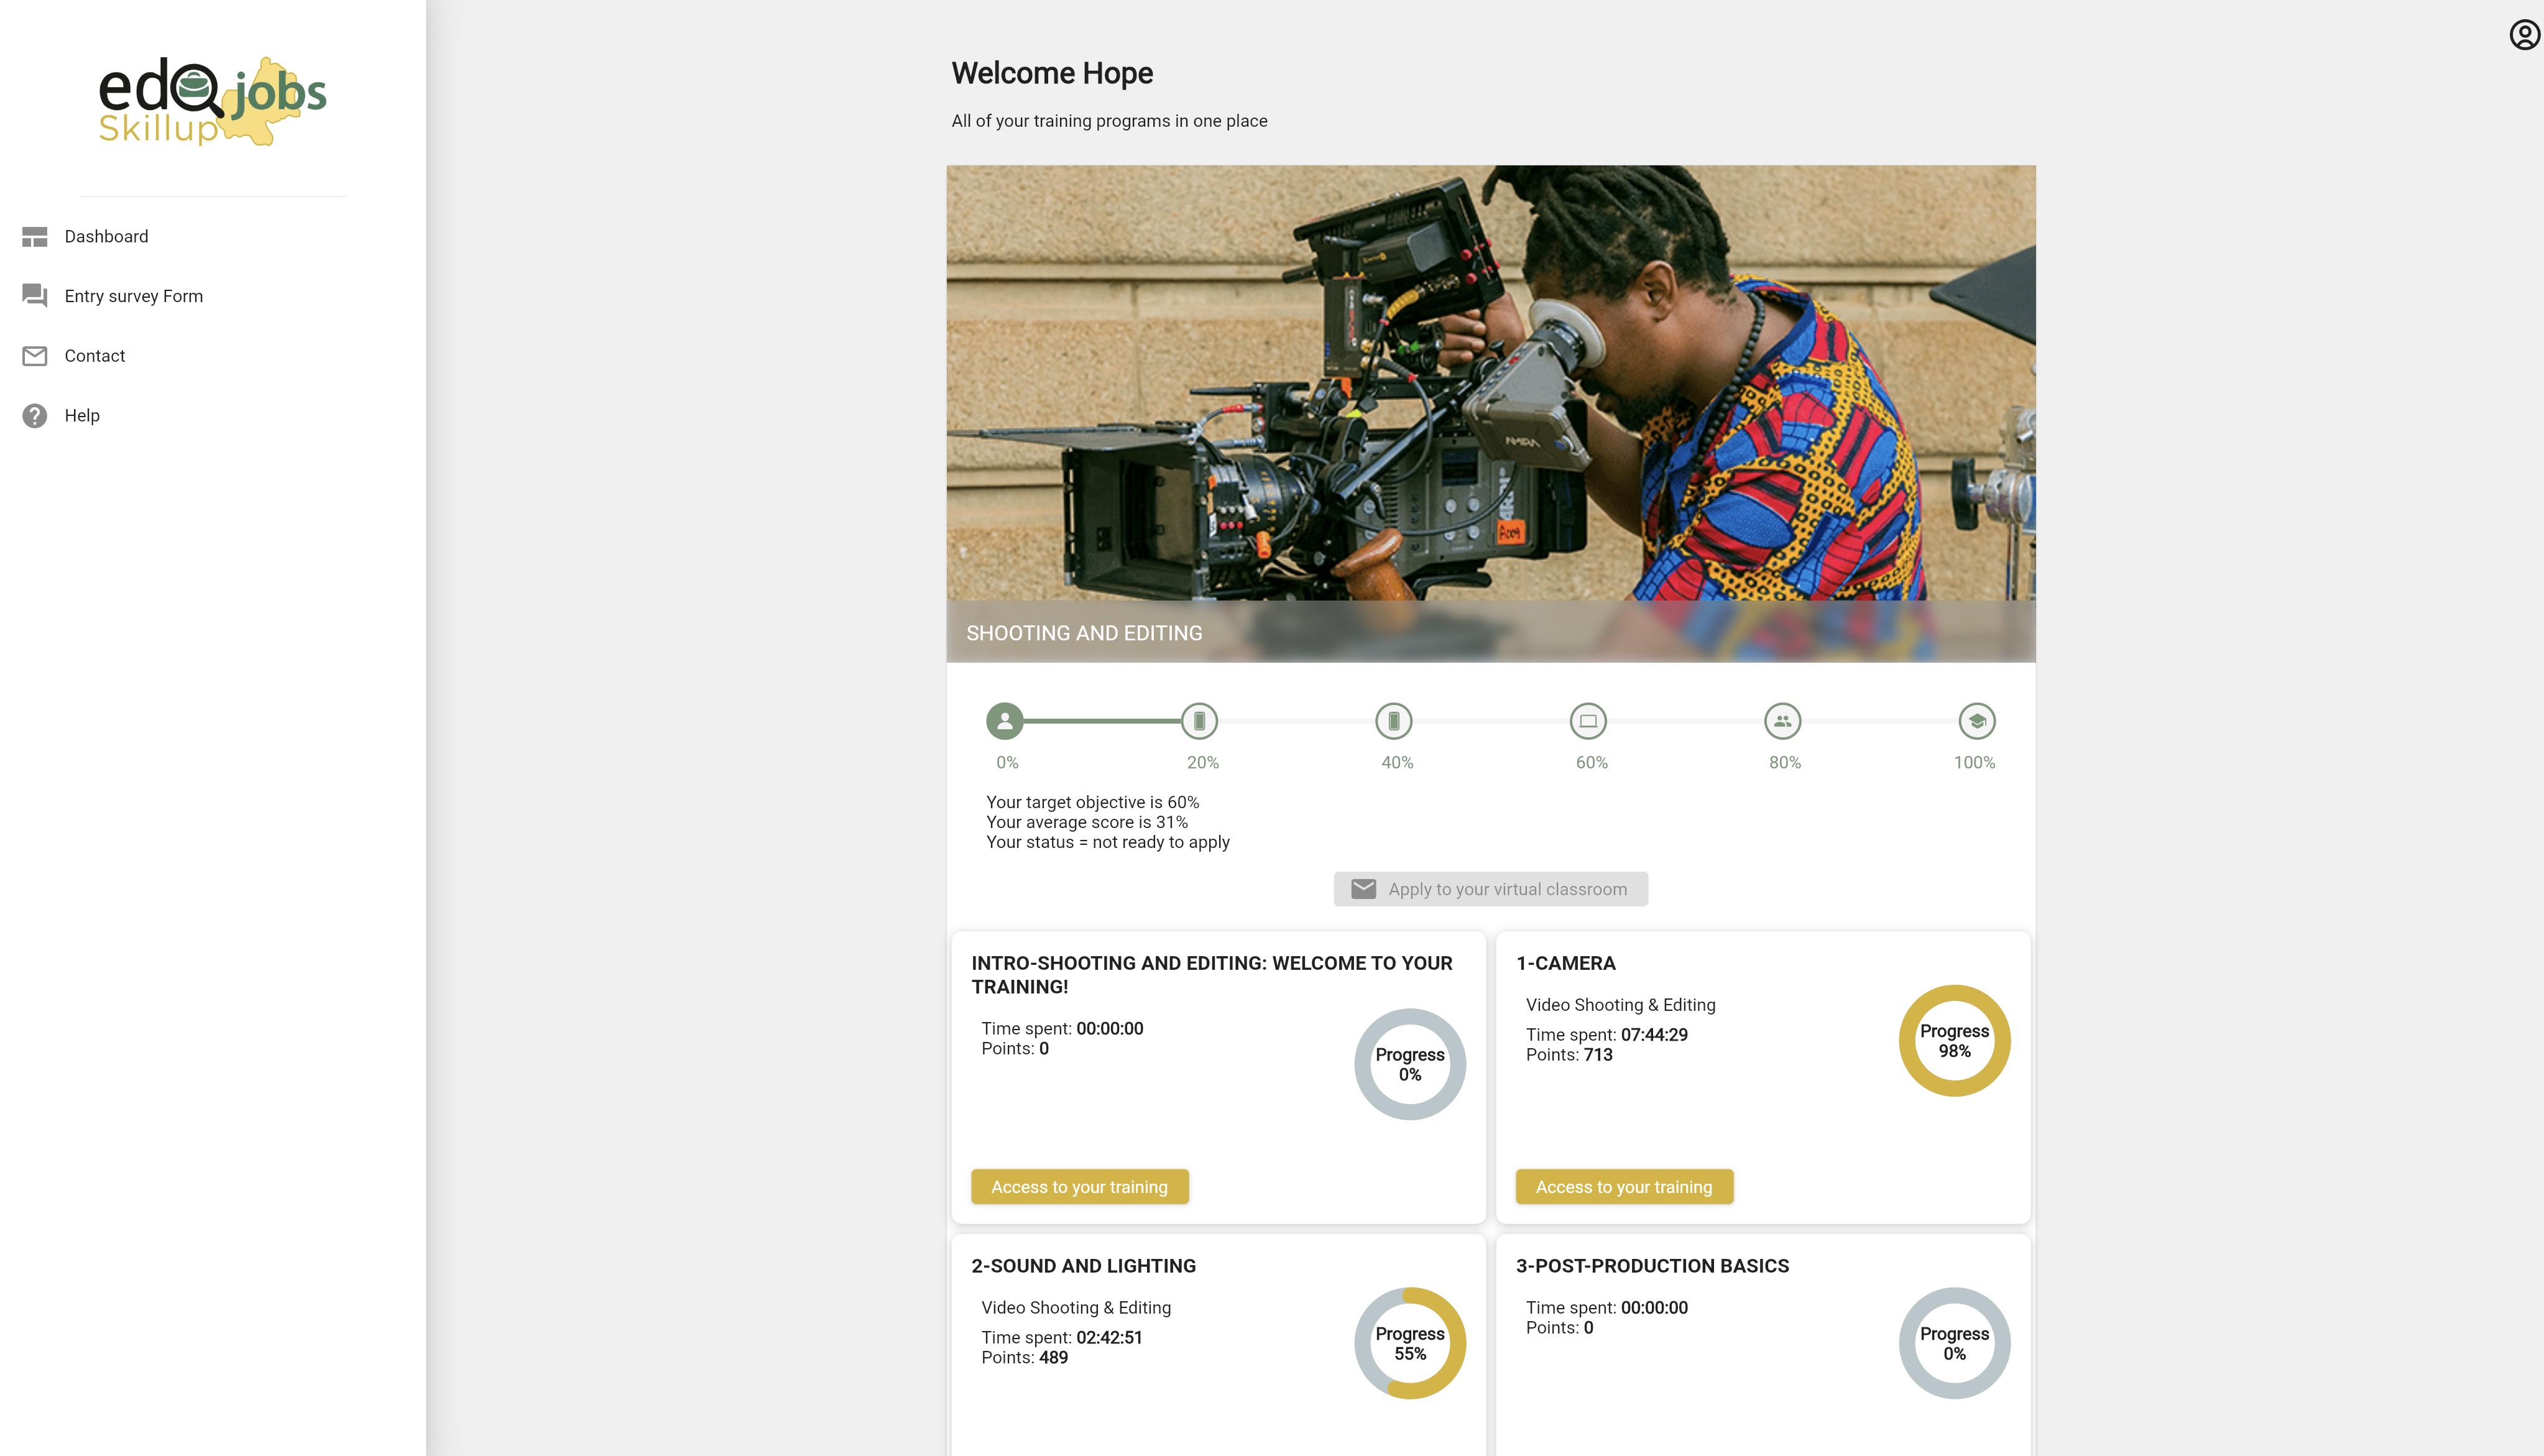 edo jobs
Skillup
Dashboard
Entry survey Form
Contact
Help
Welcome Hope
All of your training programs in one place
SHOOTING AND EDITING
0% 20% 40% 60% 80% 100%
Your target objective is 60%
Your average score is 31%
Your status = not ready to apply
Apply to your virtual classroom
INTRO-SHOOTING AND EDITING: WELCOME TO YOUR
TRAINING!
Time spent: 00:00:00
Points: 0
Progress
0%
Access to your training
1-CAMERA
Video Shooting & Editing
Time spent: 07:44:29
Points: 713
Progress
98%
Access to your training
2-SOUND AND LIGHTING
Video Shooting & Editing
Time spent: 02:42:51
Points: 489
Progress
55%
3-POST-PRODUCTION BASICS
Time spent: 00:00:00
Points: 0
Progress
0%